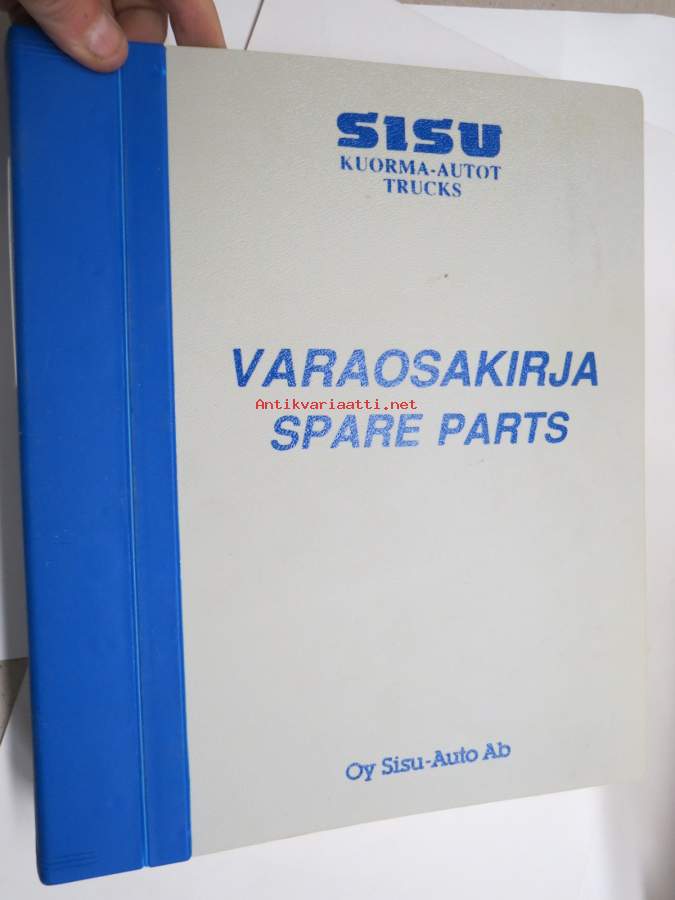 SISU
KUORMA-AUTOT
TRUCKS
VARAOSAKIRJA
Antikvariaatti.net
SPARE PARTS
Oy Sisu-Auto Ab